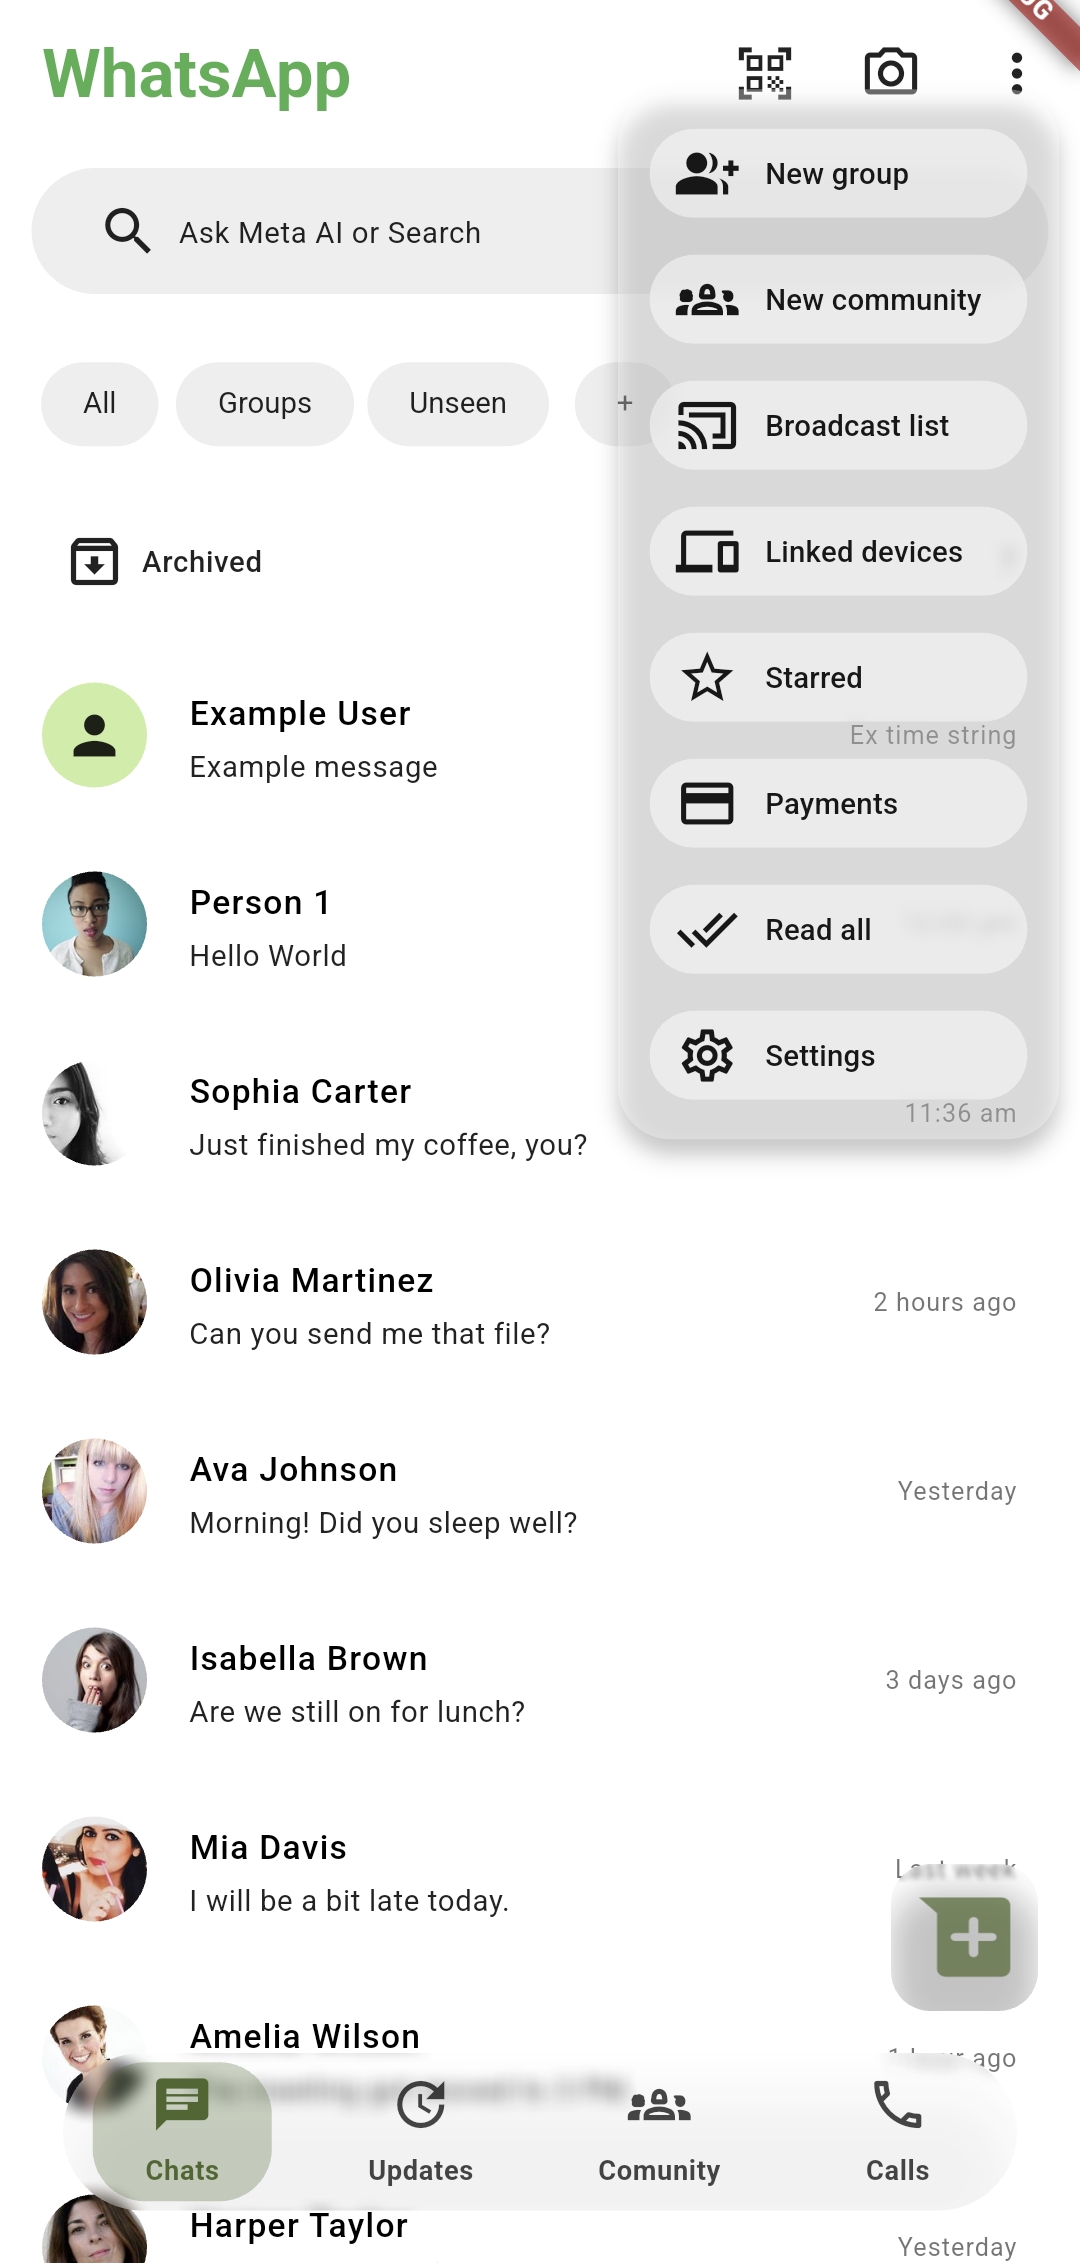 WhatsApp
Ask Meta AI or Search
All
Groups
Unseen
+
Archived
New group
New community
Broadcast list
Linked devices
Starred
Payments
Read all
Settings
Example User
Example message
Ex time string
Person 1
Hello World
Sophia Carter
Just finished my coffee, you?
11:36 am
Olivia Martinez
Can you send me that file?
2 hours ago
Ava Johnson
Morning! Did you sleep well?
Yesterday
Isabella Brown
Are we still on for lunch?
3 days ago
Mia Davis
I will be a bit late today.
Last week
Amelia Wilson
1 hour ago
Chats
Updates
Comunity
Calls
Harper Taylor
Yesterday